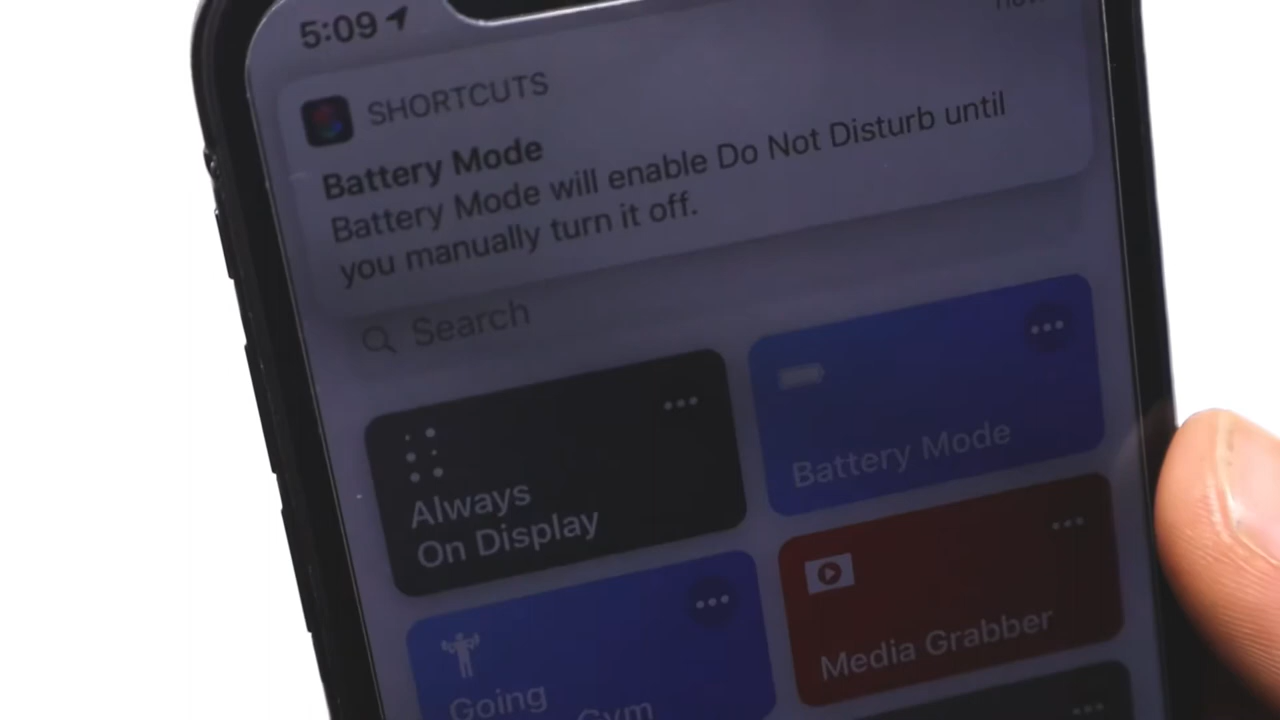 5:09
SHORTCUTS
Battery Mode
Battery Mode will enable Do Not Disturb until
you manually turn it off.
Search
Always
On Display
Battery Mode
Going
Gym
Media Grabber